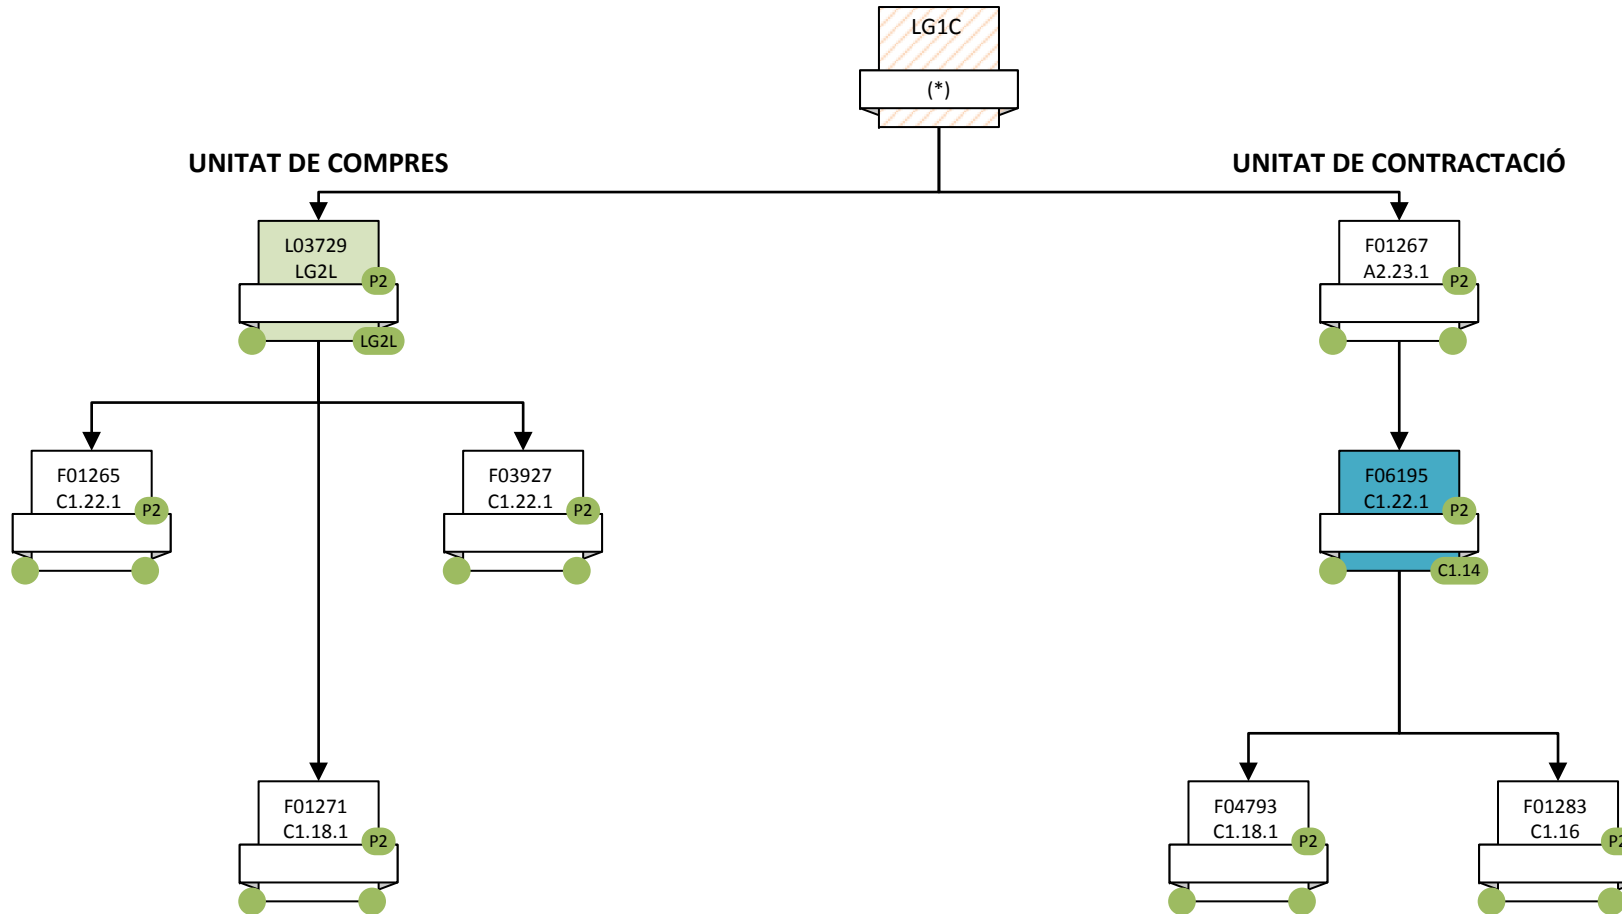 LG1C
(*)
UNITAT DE COMPRES
UNITAT DE CONTRACTACIÓ
L03729
LG2L
P2
LG2L
F01267
A2.23.1
P2
F01265
C1.22.1
P2
F03927
C1.22.1
P2
F06195
C1.22.1
P2
C1.14
F01271
C1.18.1
P2
F04793
C1.18.1
P2
F01283
C1.16
P2